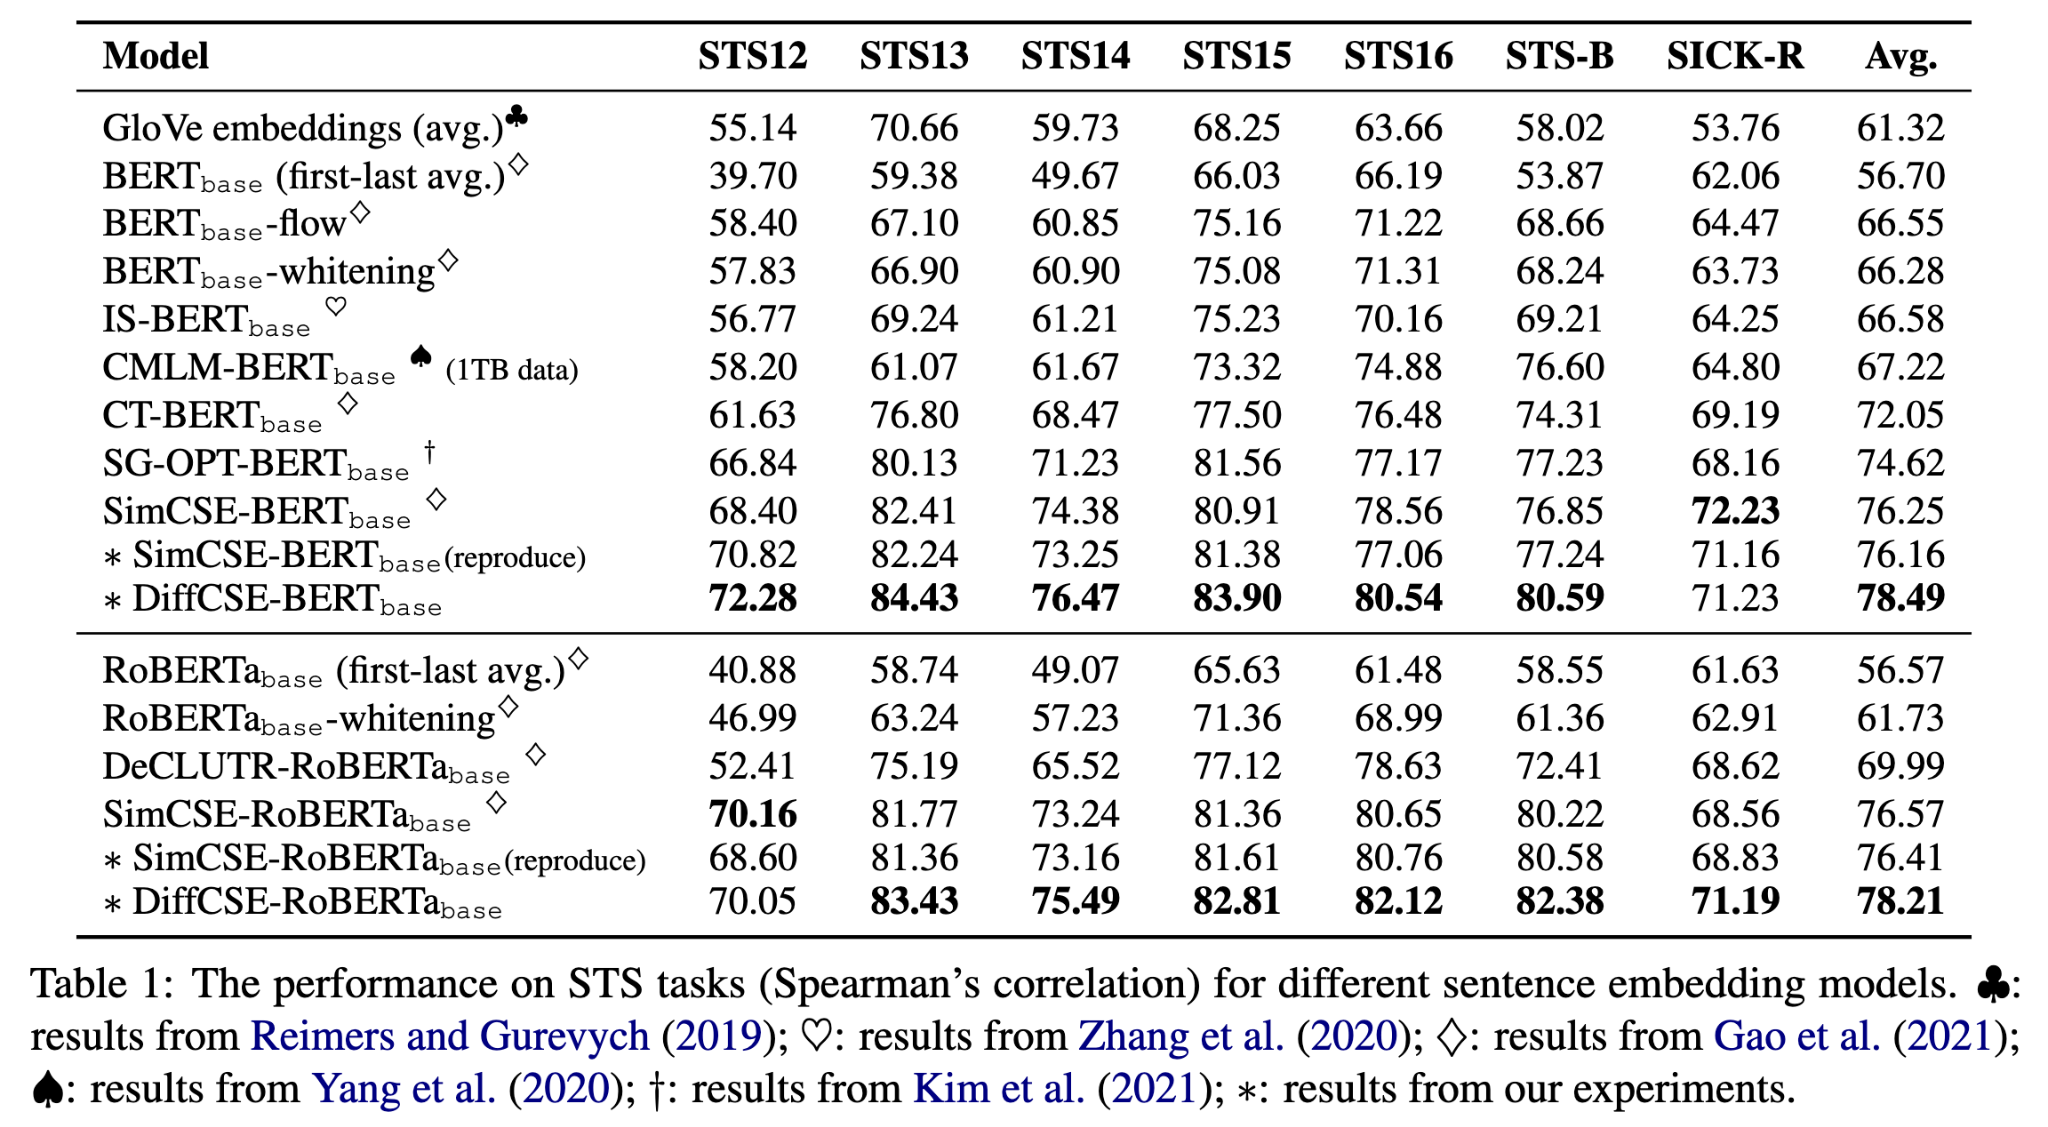 Model STS12 STS13 STS14 STS15 STS16 STS-B SICK-R Avg.
GloVe embeddings (avg.)♣ 55.14 70.66 59.73 68.25 63.66 58.02 53.76 61.32
BERTbase (first-last avg.)♢ 39.70 59.38 49.67 66.03 66.19 53.87 62.06 56.70
BERTbase-flow♢ 58.40 67.10 60.85 75.16 71.22 68.66 64.47 66.55
BERTbase-whitening♢ 57.83 66.90 60.90 75.08 71.31 68.24 63.73 66.28
IS-BERTbase ♡ 56.77 69.24 61.21 75.23 70.16 69.21 64.25 66.58
CMLM-BERTbase ♠ (1TB data) 58.20 61.07 61.67 73.32 74.88 76.60 64.80 67.22
CT-BERTbase ♢ 61.63 76.80 68.47 77.50 76.48 74.31 69.19 72.05
SG-OPT-BERTbase † 66.84 80.13 71.23 81.56 77.17 77.23 68.16 74.62
SimCSE-BERTbase ♢ 68.40 82.41 74.38 80.91 78.56 76.85 72.23 76.25
∗ SimCSE-BERTbase (reproduce) 70.82 82.24 73.25 81.38 77.06 77.24 71.16 76.16
∗ DiffCSE-BERTbase 72.28 84.43 76.47 83.90 80.54 80.59 71.23 78.49
RoBERTabase (first-last avg.)♢ 40.88 58.74 49.07 65.63 61.48 58.55 61.63 56.57
RoBERTabase-whitening♢ 46.99 63.24 57.23 71.36 68.99 61.36 62.91 61.73
DeCLUTR-RoBERTabase ♢ 52.41 75.19 65.52 77.12 78.63 72.41 68.62 69.99
SimCSE-RoBERTabase ♢ 70.16 81.77 73.24 81.36 80.65 80.22 68.56 76.57
∗ SimCSE-RoBERTabase (reproduce) 68.60 81.36 73.16 81.61 80.76 80.58 68.83 76.41
∗ DiffCSE-RoBERTabase 70.05 83.43 75.49 82.81 82.12 82.38 71.19 78.21
Table 1: The performance on STS tasks (Spearman's correlation) for different sentence embedding models. ♣:
results from Reimers and Gurevych (2019); ♡: results from Zhang et al. (2020); ♢: results from Gao et al. (2021);
♠: results from Yang et al. (2020); †: results from Kim et al. (2021); ∗: results from our experiments.